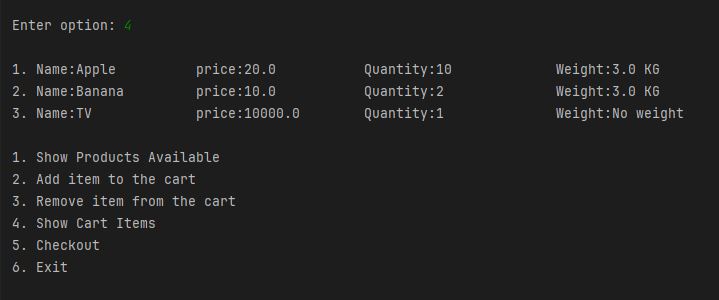 Enter option: 4
1. Name:Apple          price:20.0           Quantity:10             Weight:3.0 KG
2. Name:Banana         price:10.0           Quantity:2              Weight:3.0 KG
3. Name:TV             price:10000.0        Quantity:1              Weight:No weight
1. Show Products Available
2. Add item to the cart
3. Remove item from the cart
4. Show Cart Items
5. Checkout
6. Exit